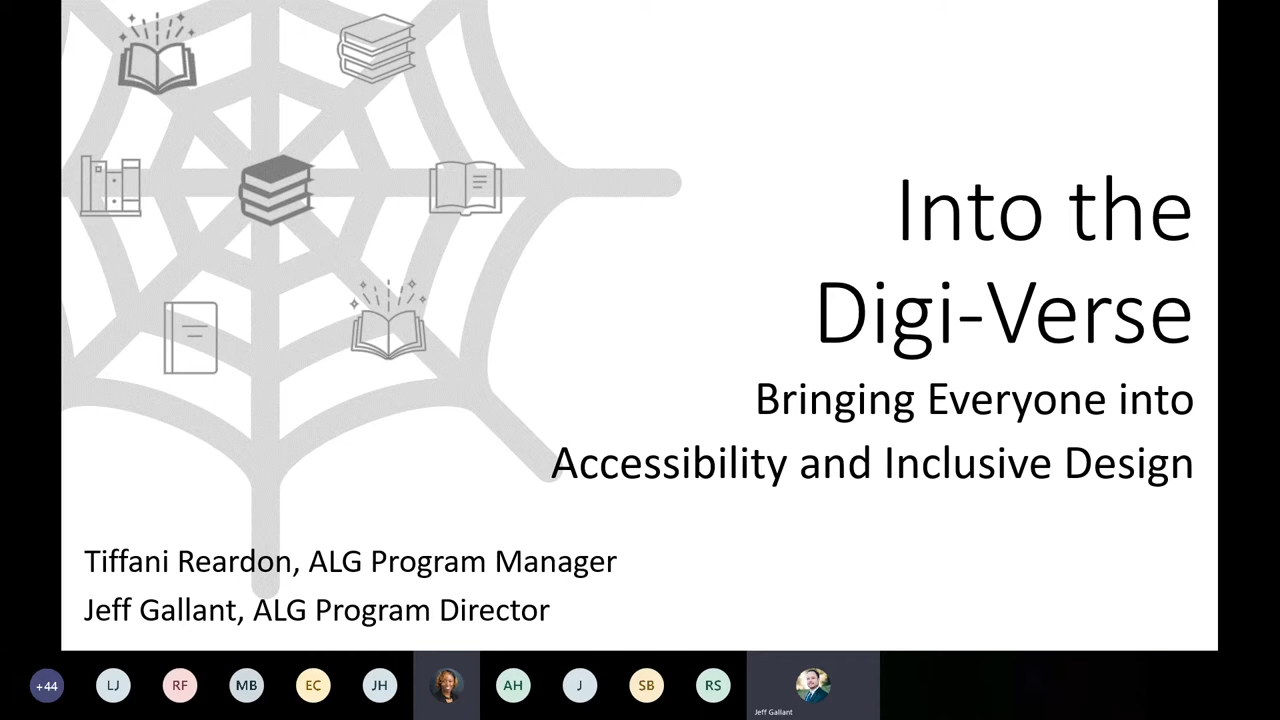 Into the
Digi-Verse
Bringing Everyone into
Accessibility and Inclusive Design
Tiffani Reardon, ALG Program Manager
Jeff Gallant, ALG Program Director
+44
LJ
RF
MB
EC
JH
AH
J
SB
RS
Jeff Gallant